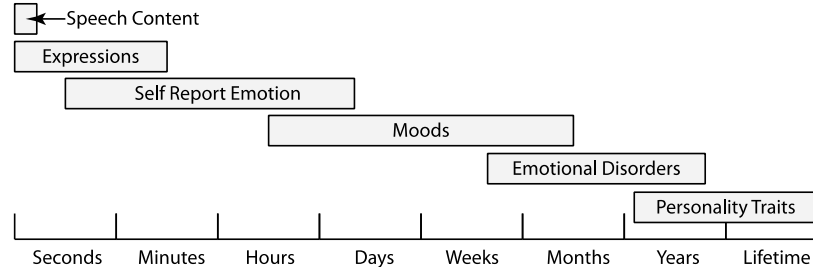 Speech Content
Expressions
Self Report Emotion
Moods
Emotional Disorders
Personality Traits
Seconds Minutes Hours Days Weeks Months Years Lifetime